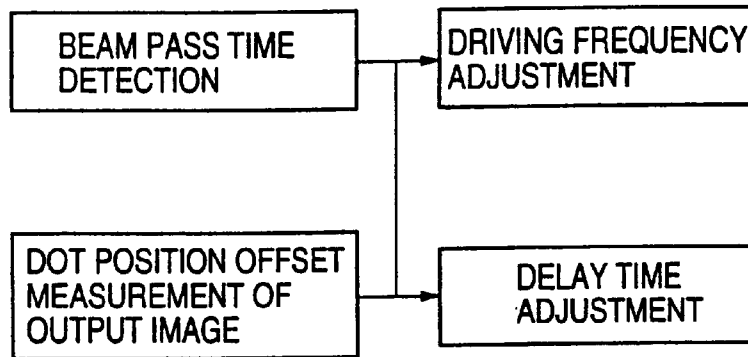 BEAM PASS TIME
DETECTION
DRIVING FREQUENCY
ADJUSTMENT
DOT POSITION OFFSET
MEASUREMENT OF
OUTPUT IMAGE
DELAY TIME
ADJUSTMENT